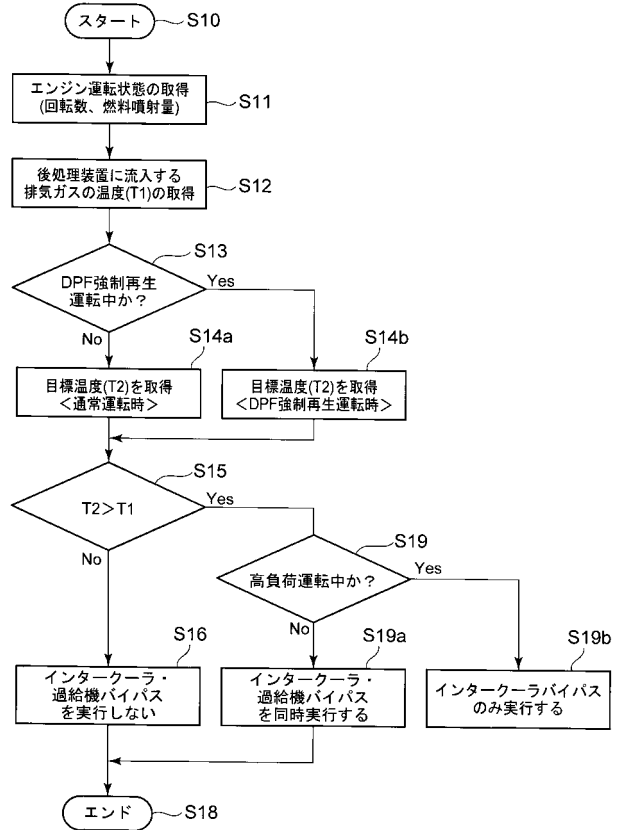 スタート
S10
エンジン運転状態の取得
(回転数、燃料噴射量)
S11
後処理装置に流入する
排気ガスの温度(T1)の取得
S12
S13
DPF強制再生
運転中か?
Yes
No
S14a
目標温度(T2)を取得
<通常運転時>
S14b
目標温度(T2)を取得
<DPF強制再生運転時>
S15
T2>T1
Yes
No
S19
高負荷運転中か?
Yes
No
S16
インタークーラ・
過給機バイパス
を実行しない
S19a
インタークーラ・
過給機バイパス
を同時実行する
S19b
インタークーラバイパス
のみ実行する
エンド
S18